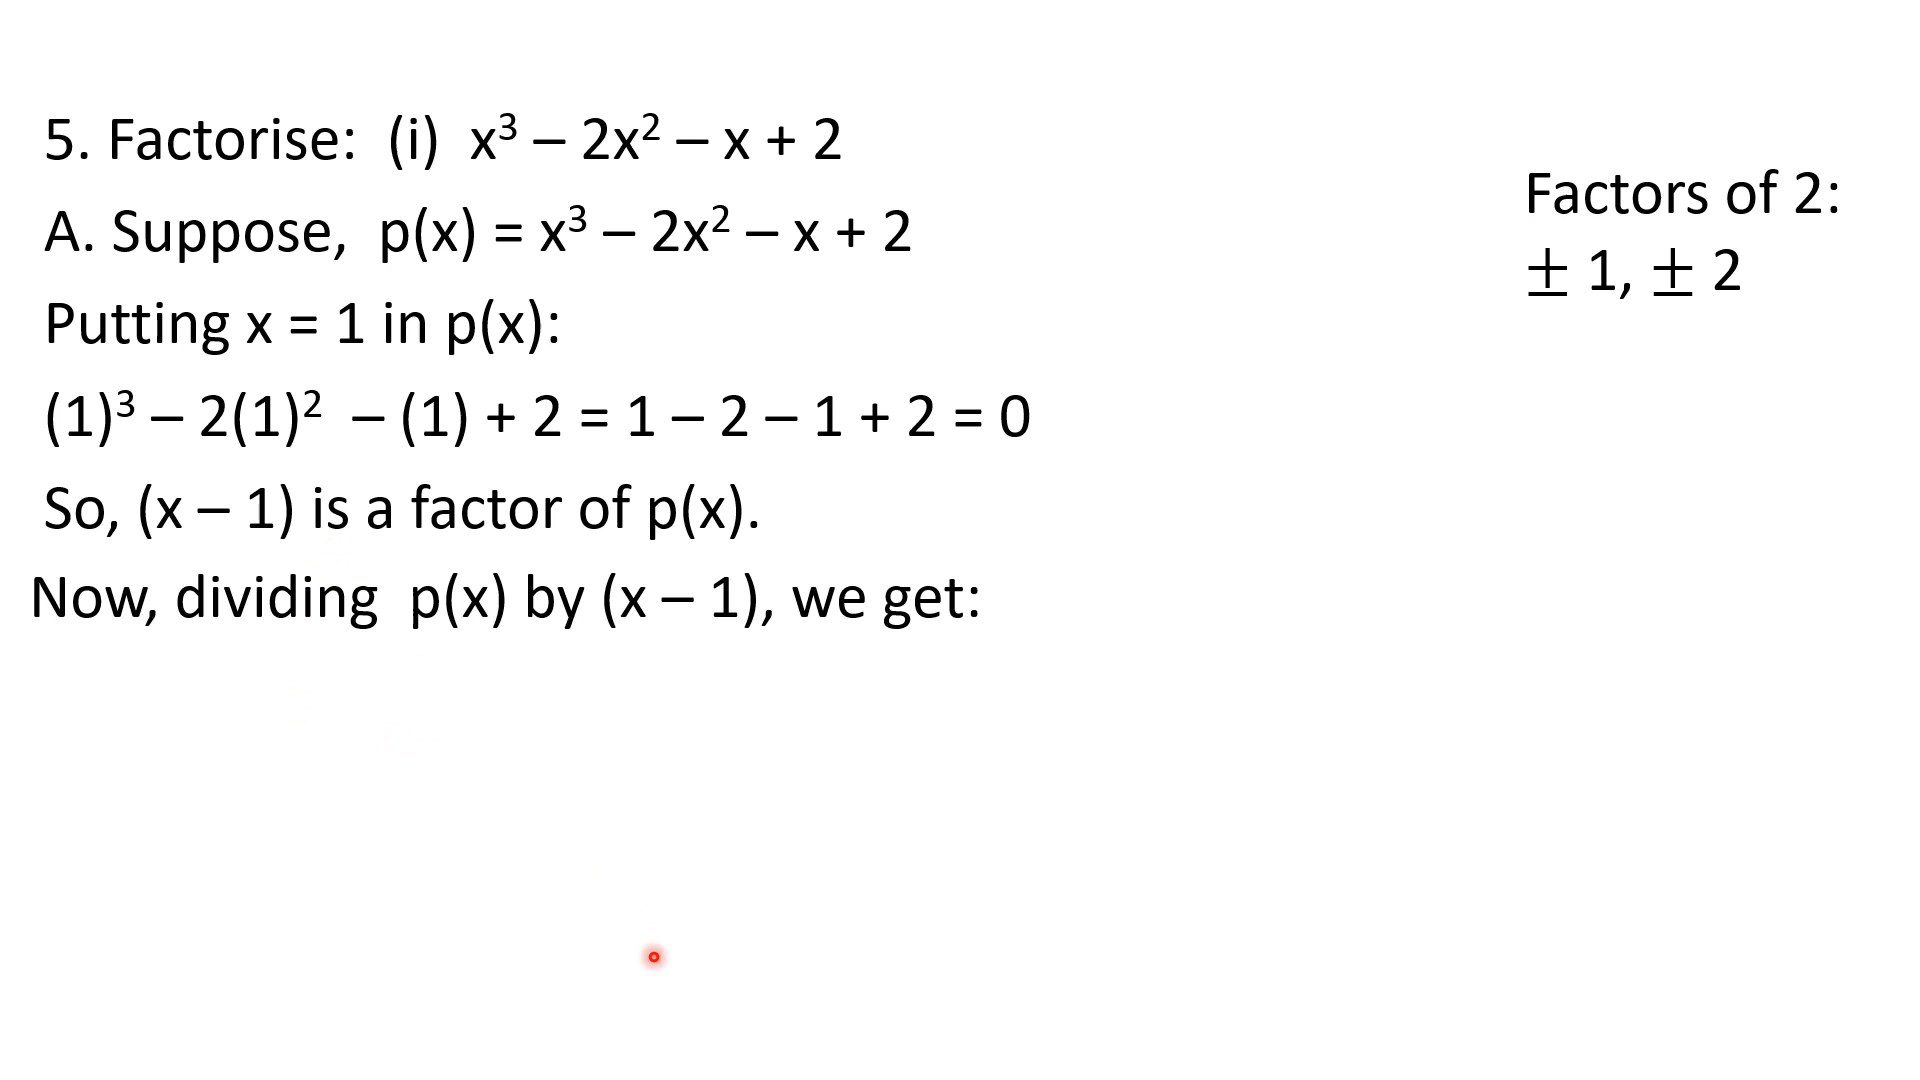 5. Factorise: (i) x³ – 2x² – x + 2
A. Suppose, p(x) = x³ – 2x² – x + 2
Putting x = 1 in p(x):
(1)³ – 2(1)² – (1) + 2 = 1 – 2 – 1 + 2 = 0
So, (x – 1) is a factor of p(x).
Now, dividing p(x) by (x – 1), we get:
Factors of 2:
± 1, ± 2